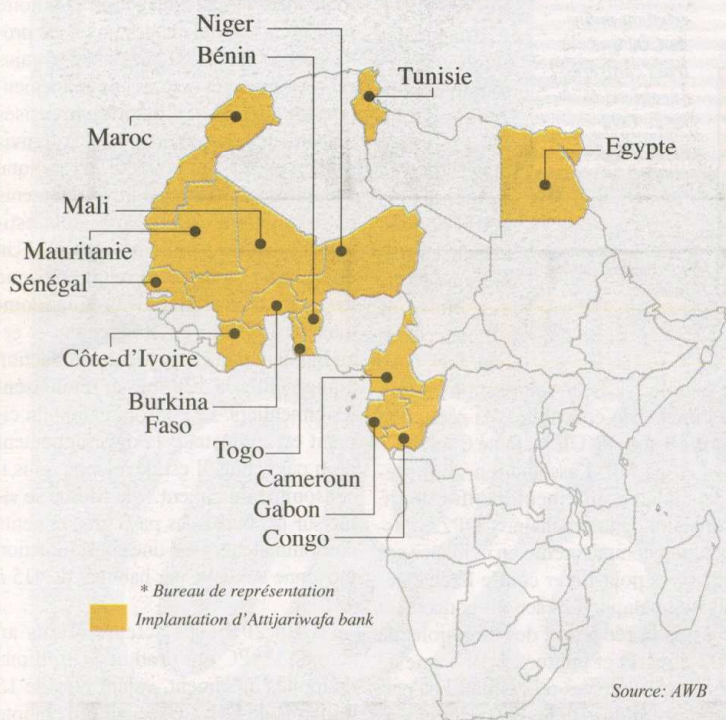 Niger
Bénin
Tunisie
Maroc
Egypte
Mali
Mauritanie
Sénégal
Côte-d'Ivoire
Burkina
Faso
Togo
Cameroun
Gabon
Congo
* Bureau de représentation
Implantation d'Attijariwafa bank
Source: AWB